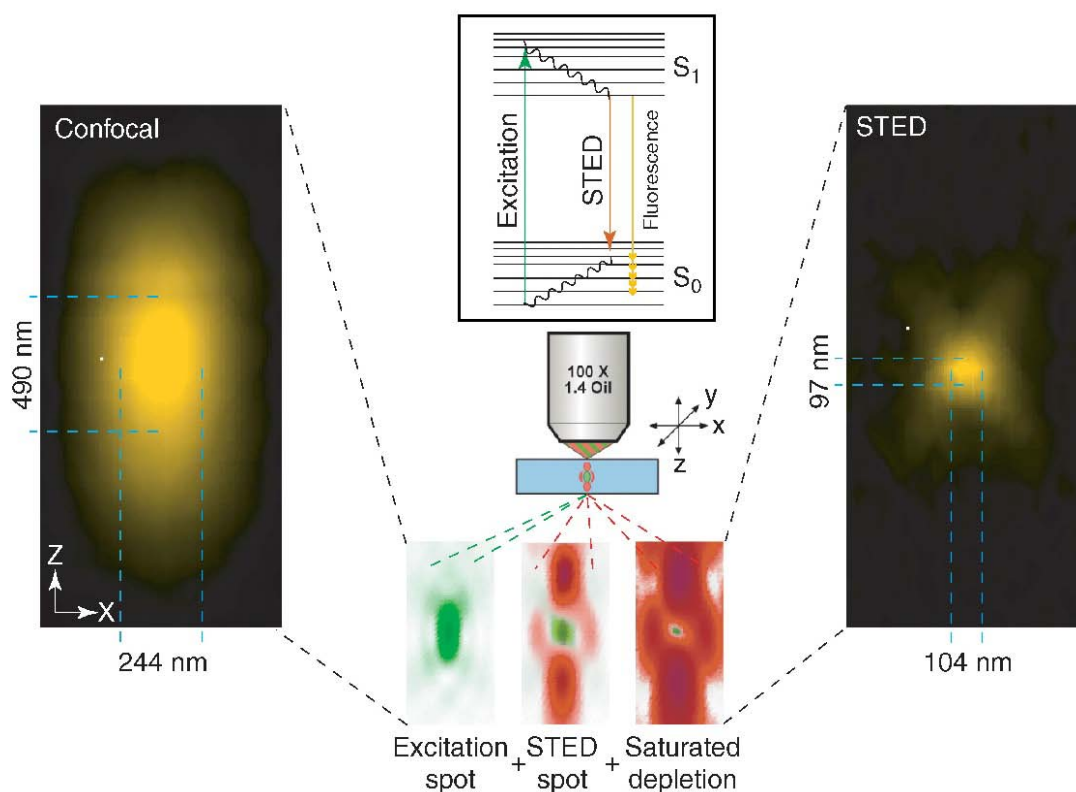 Confocal
490 nm
Z
X
244 nm
S1
Excitation
STED
Fluorescence
S0
100 X
1.4 Oil
y
x
z
Excitation
spot
+
STED
spot
+
Saturated
depletion
STED
97 nm
104 nm